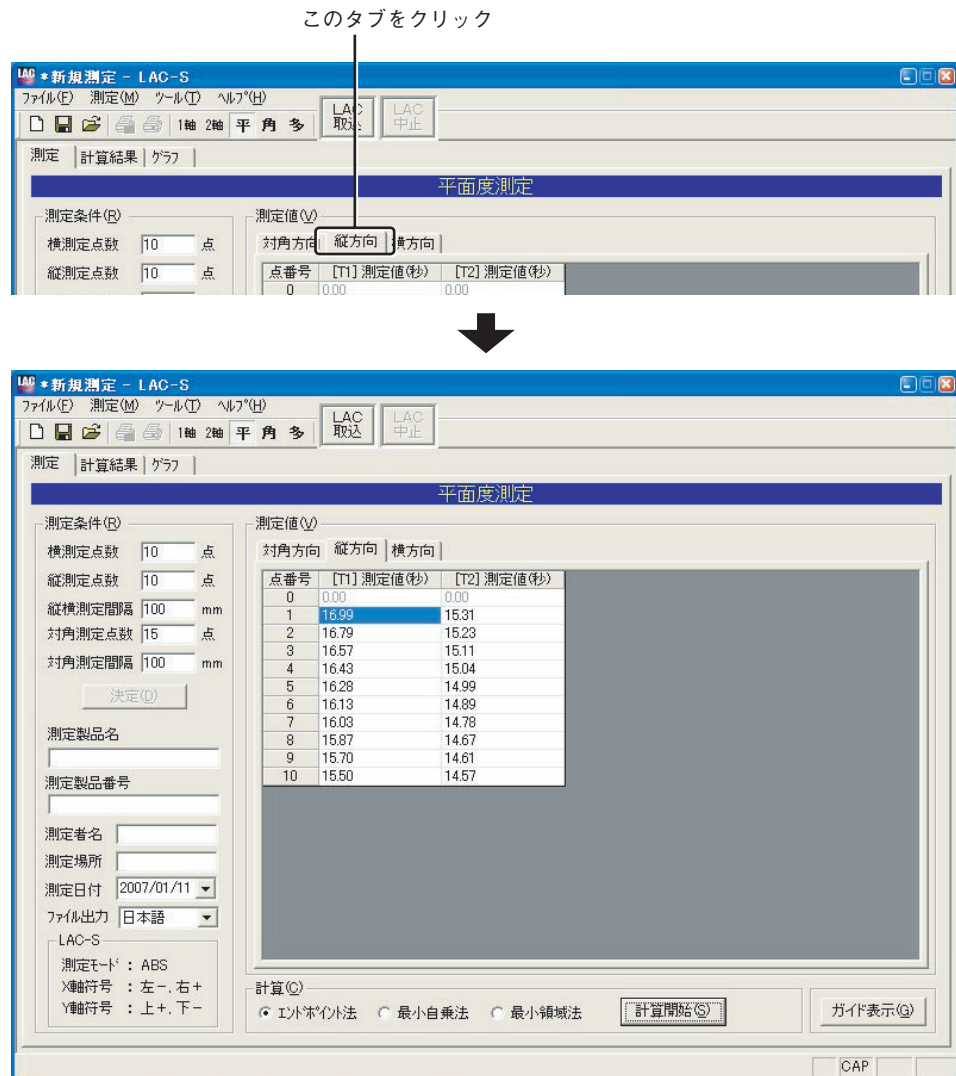 このタブをクリック
LAC *新規測定 - LAC-S
ファイル(F) 測定(M) ツール(T) ヘルプ(H)
1軸 2軸 平 角 多 LAC取込 LAC中止
測定 計算結果 グラフ
平面度測定
測定条件(R) 測定値(V)
横測定点数 10 点 対角方向 縦方向 横方向
縦測定点数 10 点 点番号 [T1] 測定値(秒) [T2] 測定値(秒)
0 0.00 0.00
LAC *新規測定 - LAC-S
ファイル(F) 測定(M) ツール(T) ヘルプ(H)
1軸 2軸 平 角 多 LAC取込 LAC中止
測定 計算結果 グラフ
平面度測定
測定条件(R)
横測定点数 10 点
縦測定点数 10 点
縦横測定間隔 100 mm
対角測定点数 15 点
対角測定間隔 100 mm
決定(D)
測定製品名
測定製品番号
測定者名
測定場所
測定日付 2007/01/11
ファイル出力 日本語
LAC-S
測定モード : ABS
X軸符号 : 左-, 右+
Y軸符号 : 上+, 下-
測定値(V)
対角方向 縦方向 横方向
点番号 [T1] 測定値(秒) [T2] 測定値(秒)
0 0.00 0.00
1 16.99 15.31
2 16.79 15.23
3 16.57 15.11
4 16.43 15.04
5 16.28 14.99
6 16.13 14.89
7 16.03 14.78
8 15.87 14.67
9 15.70 14.61
10 15.50 14.57
計算(C)
エンドポイント法 最小自乗法 最小領域法 計算開始(S) ガイド表示(G)
CAP